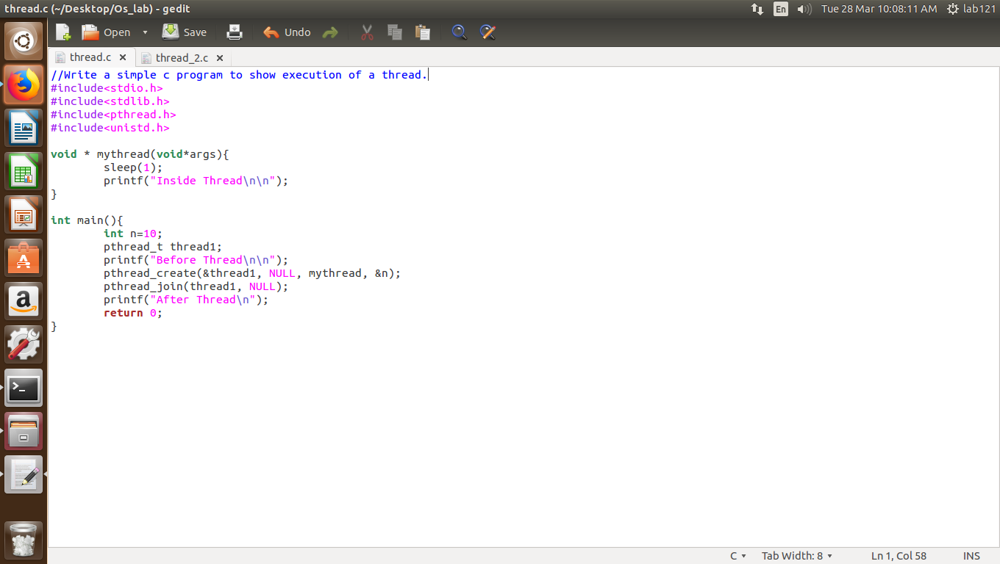 thread.c (~/Desktop/Os_lab) - gedit
En
Tue 28 Mar 10:08:11 AM
lab121
Open
Save
Undo
thread.c
thread_2.c
//Write a simple c program to show execution of a thread.
#include<stdio.h>
#include<stdlib.h>
#include<pthread.h>
#include<unistd.h>

void * mythread(void*args){
        sleep(1);
        printf("Inside Thread\n\n");
}

int main(){
        int n=10;
        pthread_t thread1;
        printf("Before Thread\n\n");
        pthread_create(&thread1, NULL, mythread, &n);
        pthread_join(thread1, NULL);
        printf("After Thread\n");
        return 0;
}
C
Tab Width: 8
Ln 1, Col 58
INS